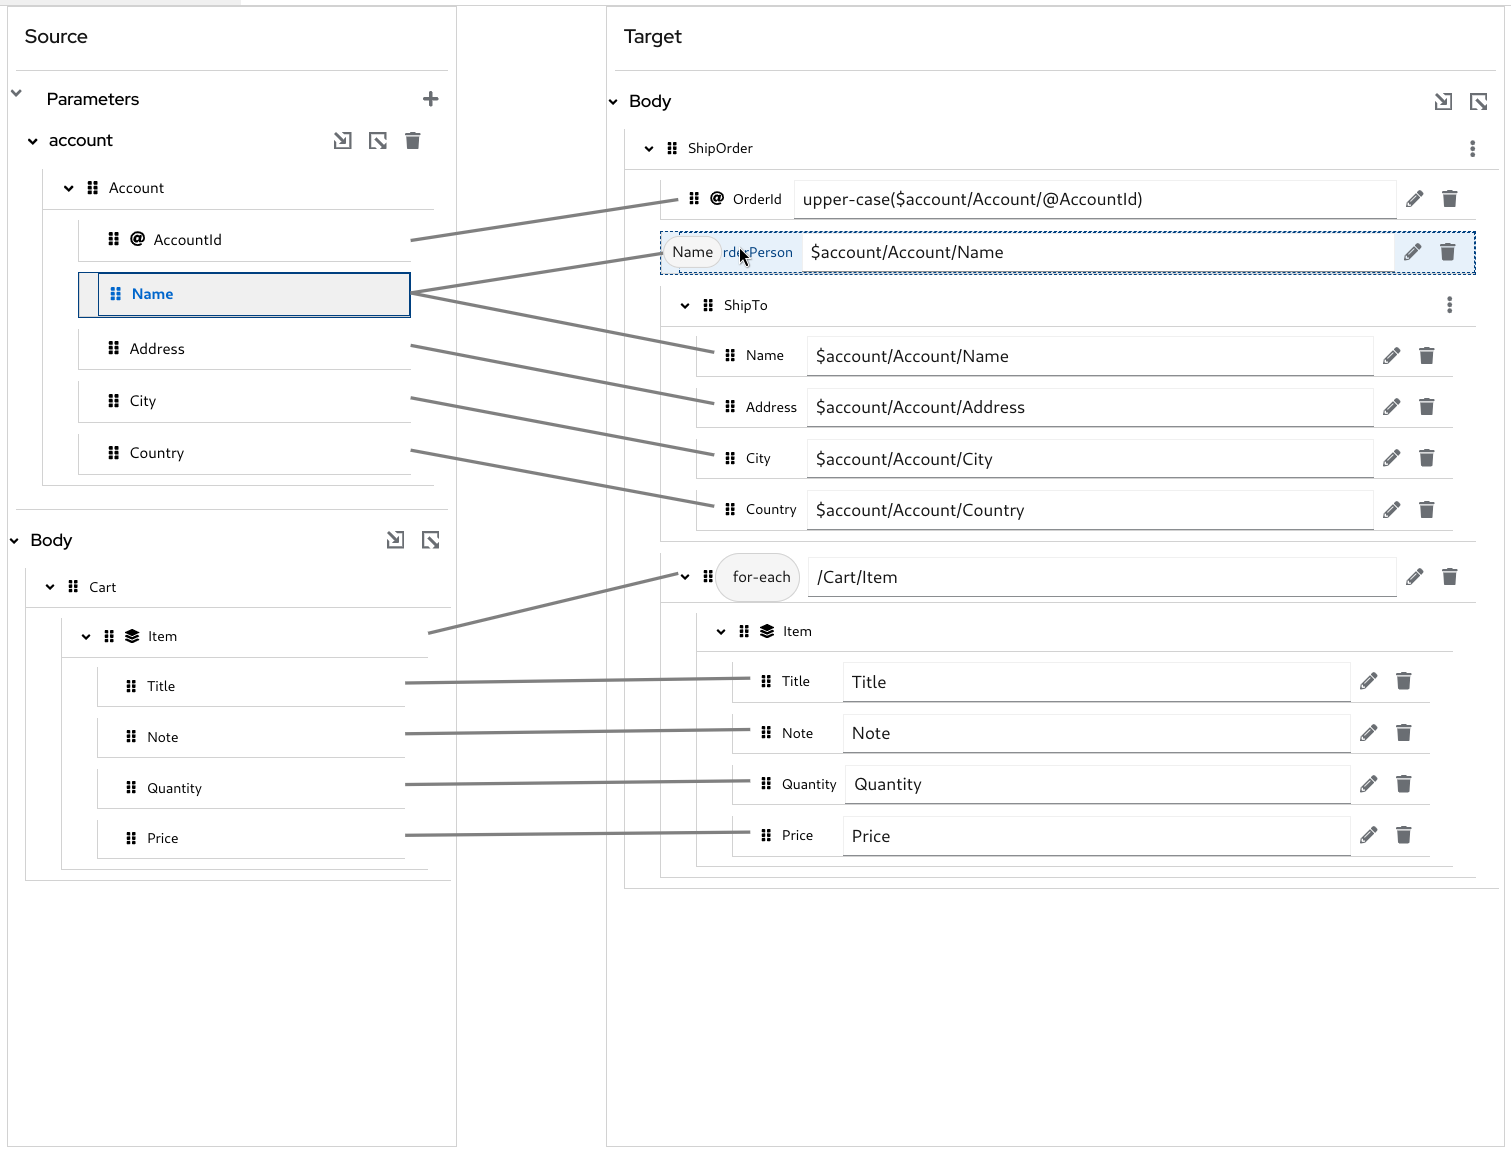 Source
Parameters
account
Account
@ AccountId
Name
Address
City
Country
Body
Cart
Item
Title
Note
Quantity
Price
Target
Body
ShipOrder
@ OrderId upper-case($account/Account/@AccountId)
Name rderPerson $account/Account/Name
ShipTo
Name $account/Account/Name
Address $account/Account/Address
City $account/Account/City
Country $account/Account/Country
for-each /Cart/Item
Item
Title Title
Note Note
Quantity Quantity
Price Price